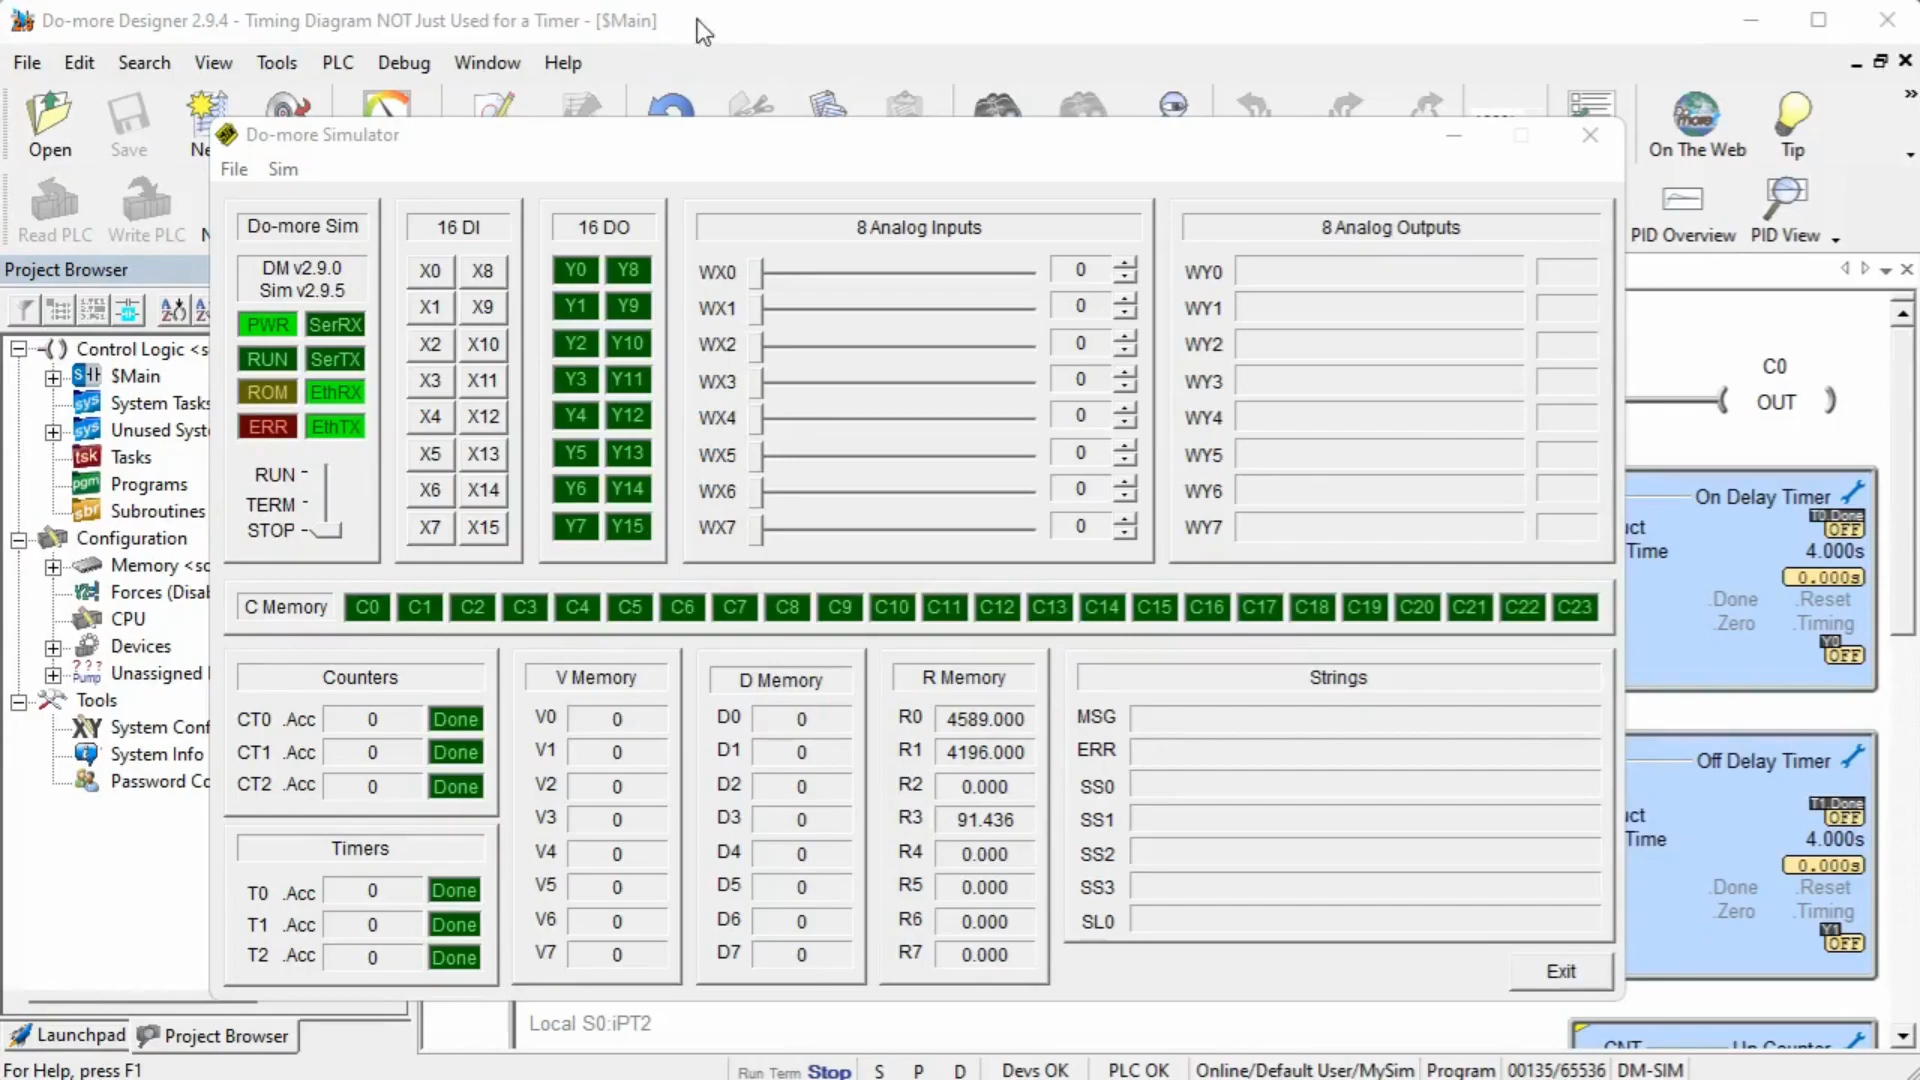 Do-more Designer 2.9.4 - Timing Diagram NOT Just Used for a Timer - [$Main]
File Edit Search View Tools PLC Debug Window Help
Open Save On The Web Tip
Read PLC Write PLC PID Overview PID View
Project Browser
Control Logic
$Main
System Tasks
Tasks
Programs
Subroutines
Configuration
CPU
Devices
Unassigned
Tools
System Info
Launchpad Project Browser
Do-more Simulator
File Sim
Do-more Sim
DM v2.9.0
Sim v2.9.5
PWR SerRX
RUN SerTX
ROM EthRX
ERR EthTX
RUN
TERM
STOP
16 DI
X0 X8
X1 X9
X2 X10
X3 X11
X4 X12
X5 X13
X6 X14
X7 X15
16 DO
Y0 Y8
Y1 Y9
Y2 Y10
Y3 Y11
Y4 Y12
Y5 Y13
Y6 Y14
Y7 Y15
8 Analog Inputs
WX0 0
WX1 0
WX2 0
WX3 0
WX4 0
WX5 0
WX6 0
WX7 0
8 Analog Outputs
WY0
WY1
WY2
WY3
WY4
WY5
WY6
WY7
C Memory C0 C1 C2 C3 C4 C5 C6 C7 C8 C9 C10 C11 C12 C13 C14 C15 C16 C17 C18 C19 C20 C21 C22 C23
Counters
CT0 .Acc 0 Done
CT1 .Acc 0 Done
CT2 .Acc 0 Done
Timers
T0 .Acc 0 Done
T1 .Acc 0 Done
T2 .Acc 0 Done
V Memory
V0 0
V1 0
V2 0
V3 0
V4 0
V5 0
V6 0
V7 0
D Memory
D0 0
D1 0
D2 0
D3 0
D4 0
D5 0
D6 0
D7 0
R Memory
R0 4589.000
R1 4196.000
R2 0.000
R3 91.436
R4 0.000
R5 0.000
R6 0.000
R7 0.000
Strings
MSG
ERR
SS0
SS1
SS2
SS3
SL0
Exit
C0
OUT
On Delay Timer
T0.Done
OFF
Time 4.000s
0.000s
.Done .Reset
.Zero .Timing
Y0
OFF
Off Delay Timer
T1.Done
OFF
Time 4.000s
0.000s
.Done .Reset
.Zero .Timing
Y1
OFF
CNT Up Counter
Local S0:iPT2
For Help, press F1
Run Term Stop S P D Devs OK PLC OK Online/Default User/MySim Program 00135/65536 DM-SIM